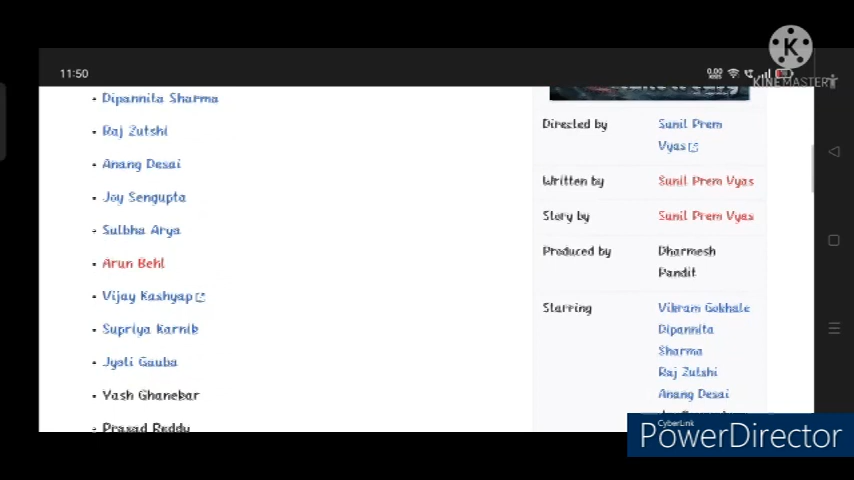 11:50
KINEMASTER
Dipannita Sharma
Raj Zutshi
Anang Desai
Joy Sengupta
Sulbha Arya
Arun Behl
Vijay Kashyap
Supriya Karnik
Jyoti Gauba
Yash Ghanekar
Prasad Reddy
Directed by Sunil Prem
Vyas
Written by Sunil Prem Vyas
Story by Sunil Prem Vyas
Produced by Dharmesh
Pandit
Starring Vikram Gokhale
Dipannita
Sharma
Raj Zutshi
Anang Desai
CyberLink
PowerDirector